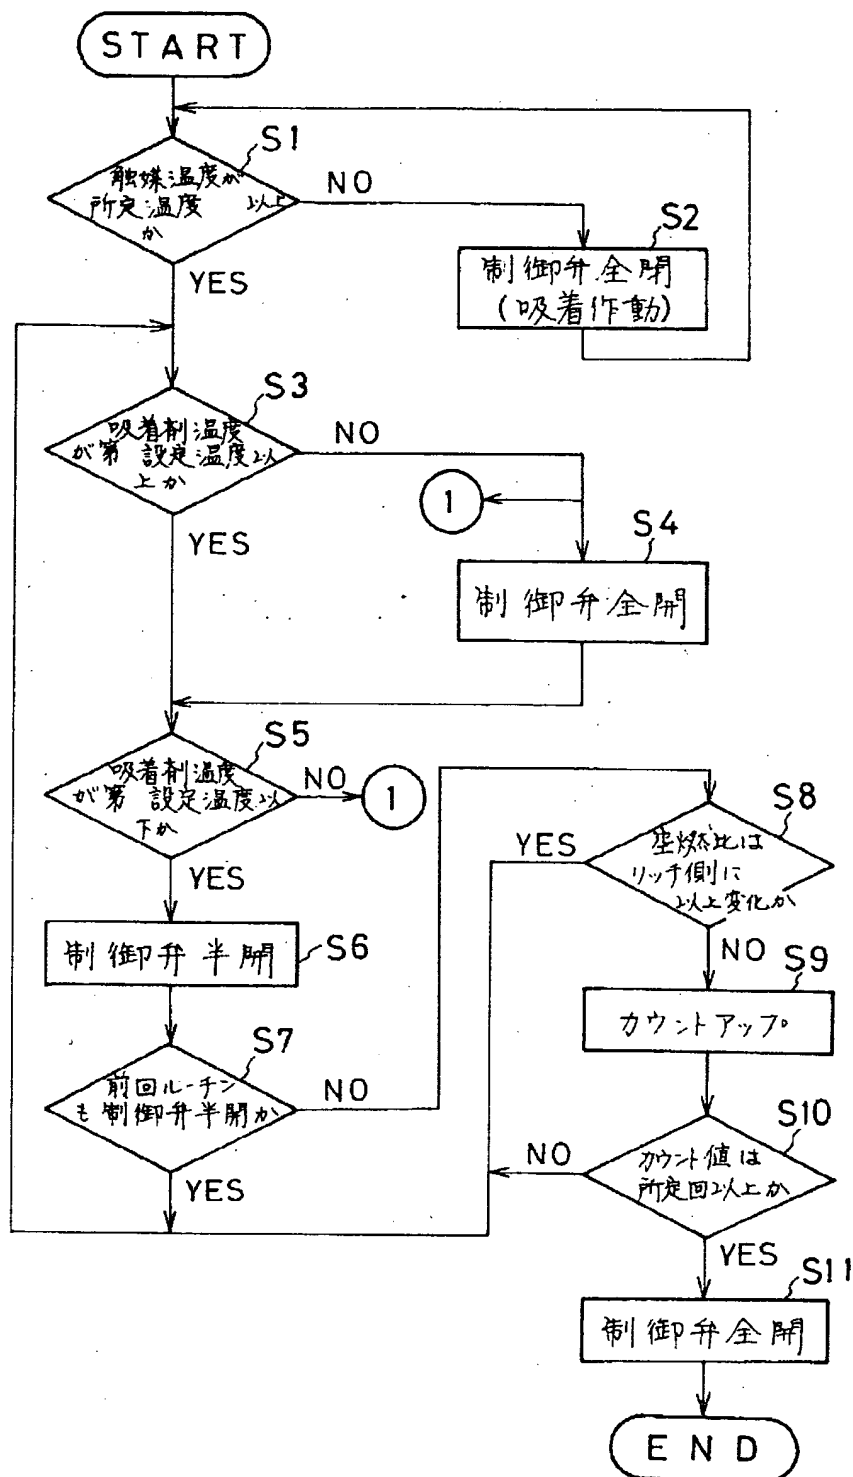 START
S1
触媒温度が
所定温度 以上
か
NO
S2
制御弁全閉
(吸着作動)
YES
S3
吸着剤温度
が第 設定温度以
上か
NO
1
S4
制御弁全開
YES
S5
吸着剤温度
が第 設定温度以
下か
NO
1
YES
S6
制御弁半開
S7
前回ルーチン
も制御弁半開か
NO
YES
S8
空燃比は
リッチ側に
以上変化か
YES
NO
S9
カウントアップ
S10
カウント値は
所定回以上か
NO
YES
S11
制御弁全開
END